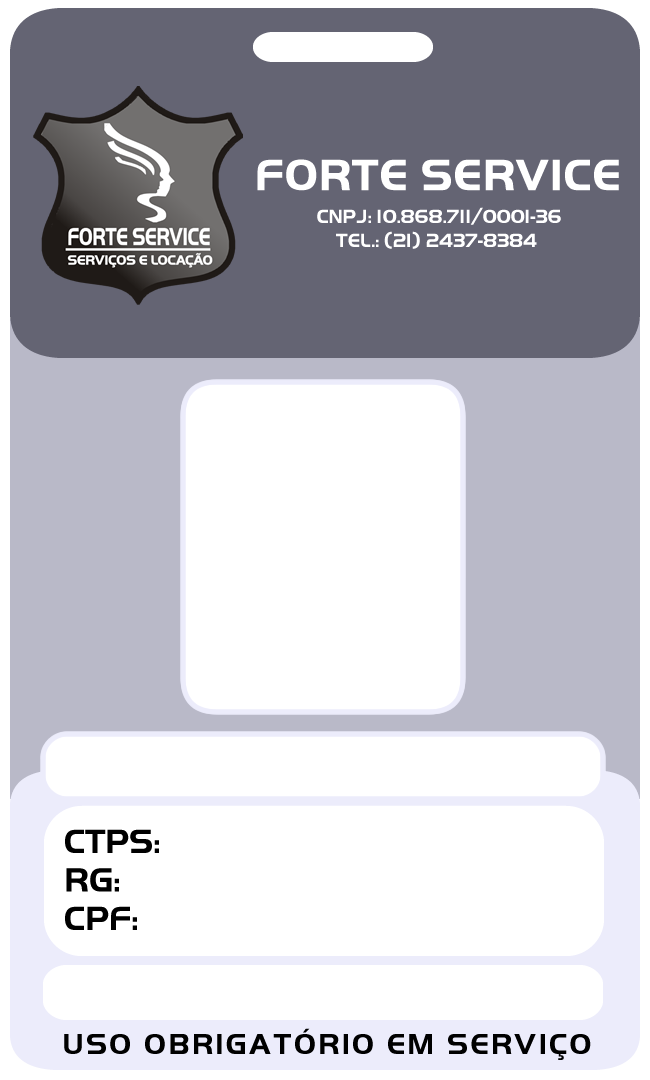 FORTE SERVICE
SERVIÇOS E LOCAÇÃO
FORTE SERVICE
CNPJ: 10.868.711/0001-36
TEL.: (21) 2437-8384
CTPS:
RG:
CPF:
USO OBRIGATÓRIO EM SERVIÇO